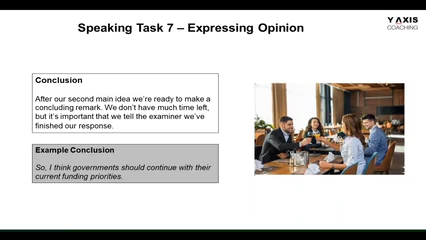 Speaking Task 7 – Expressing Opinion
Y AXIS
COACHING
Conclusion
After our second main idea we're ready to make a
concluding remark. We don't have much time left,
but it's important that we tell the examiner we've
finished our response.
Example Conclusion
So, I think governments should continue with their
current funding priorities.